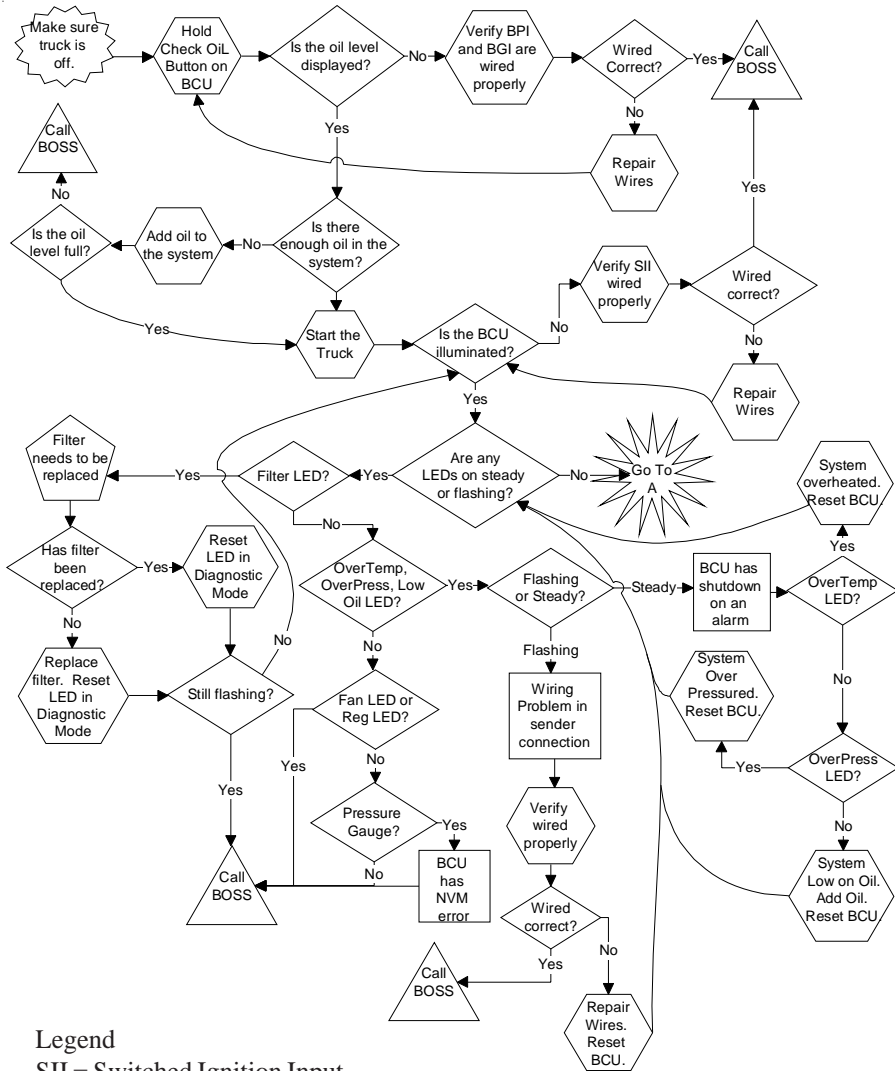 Make sure
truck is
off.
Hold
Check OiL
Button on
BCU
Is the oil level
displayed?
No
Verify BPI
and BGI are
wired
properly
Wired
Correct?
Yes
Call
BOSS
No
Repair
Wires
Yes
Call
BOSS
No
Is the oil
level full?
Add oil to
the system
No
Is there
enough oil in the
system?
Yes
Start the
Truck
Is the BCU
illuminated?
No
Verify SII
wired
properly
Wired
correct?
Yes
No
Repair
Wires
Yes
Are any
LEDs on steady
or flashing?
No
Go To
A
Yes
Filter LED?
Yes
Filter
needs to be
replaced
Has filter
been
replaced?
Yes
Reset
LED in
Diagnostic
Mode
No
Replace
filter. Reset
LED in
Diagnostic
Mode
Still flashing?
No
Yes
Call
BOSS
No
OverTemp,
OverPress, Low
Oil LED?
Yes
Flashing
or Steady?
Steady
BCU has
shutdown
on an
alarm
OverTemp
LED?
Yes
System
overheated.
Reset BCU.
No
OverPress
LED?
Yes
System
Over
Pressured.
Reset BCU.
No
System
Low on Oil.
Add Oil.
Reset BCU
No
Fan LED or
Reg LED?
Yes
No
Pressure
Gauge?
Yes
No
BCU
has
NVM
error
Flashing
Wiring
Problem in
sender
connection
Verify
wired
properly
Wired
correct?
Yes
Call
BOSS
No
Repair
Wires.
Reset
BCU.
Legend
SII = Switched Ignition Input